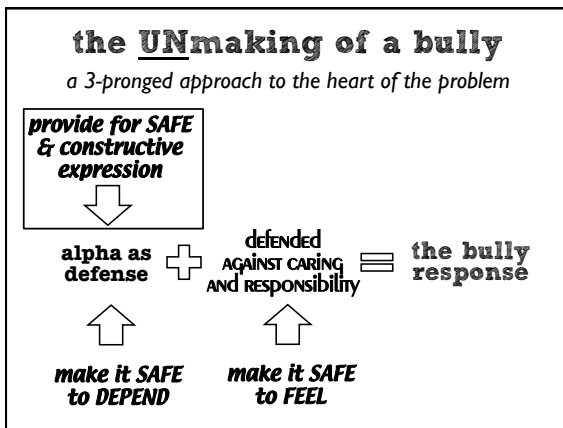 the UNmaking of a bully
a 3-pronged approach to the heart of the problem
provide for SAFE
& constructive
expression
alpha as
defense
defended
AGAINST CARING
AND RESPONSIBILITY
the bully
response
make it SAFE
to DEPEND
make it SAFE
to FEEL